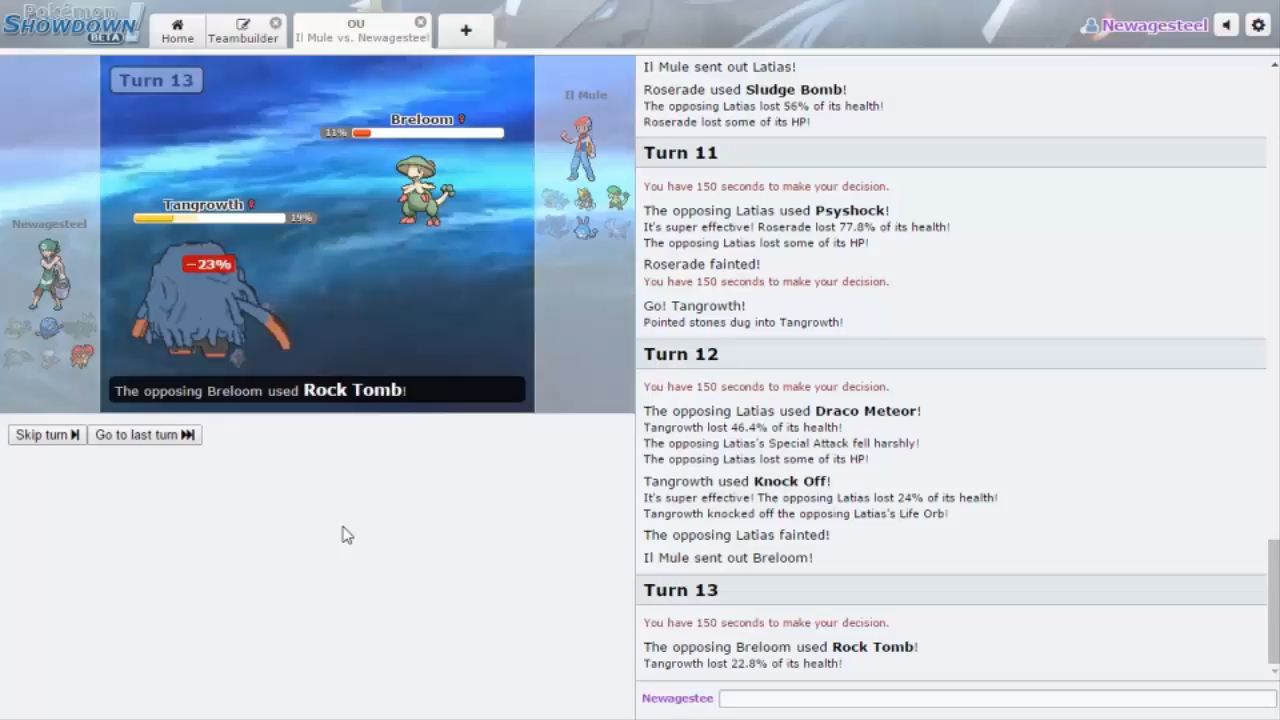 Pokémon
SHOWDOWN!
BETA
Home
Teambuilder
OU
Il Mule vs. Newagesteel
+
Newagesteel
Turn 13
Breloom
11%
Tangrowth
19%
−23%
The opposing Breloom used Rock Tomb!
Newagesteel
Il Mule
Skip turn
Go to last turn
Il Mule sent out Latias!
Roserade used Sludge Bomb!
The opposing Latias lost 56% of its health!
Roserade lost some of its HP!
Turn 11
You have 150 seconds to make your decision.
The opposing Latias used Psyshock!
It's super effective! Roserade lost 77.8% of its health!
The opposing Latias lost some of its HP!
Roserade fainted!
You have 150 seconds to make your decision.
Go! Tangrowth!
Pointed stones dug into Tangrowth!
Turn 12
You have 150 seconds to make your decision.
The opposing Latias used Draco Meteor!
Tangrowth lost 46.4% of its health!
The opposing Latias's Special Attack fell harshly!
The opposing Latias lost some of its HP!
Tangrowth used Knock Off!
It's super effective! The opposing Latias lost 24% of its health!
Tangrowth knocked off the opposing Latias's Life Orb!
The opposing Latias fainted!
Il Mule sent out Breloom!
Turn 13
You have 150 seconds to make your decision.
The opposing Breloom used Rock Tomb!
Tangrowth lost 22.8% of its health!
Newagestee